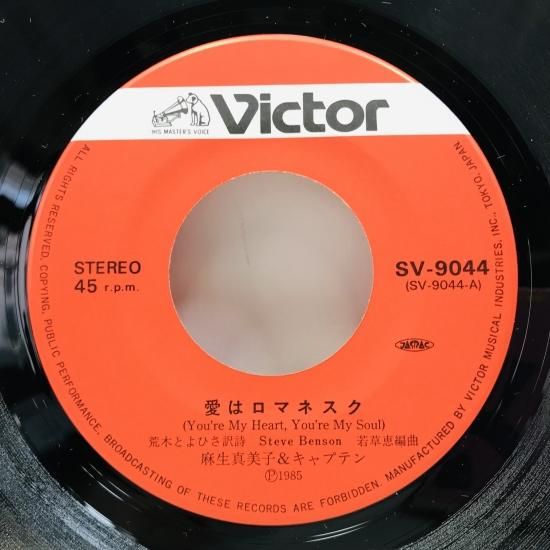 HIS MASTER'S VOICE
Victor
STEREO
45 r.p.m.
SV-9044
(SV-9044-A)
JASRAC
愛はロマネスク
(You're My Heart, You're My Soul)
荒木とよひさ訳詩 Steve Benson 若草恵編曲
麻生真美子&キャプテン
Ⓟ1985
ALL RIGHTS RESERVED. COPYING, PUBLIC PERFORMANCE, BROADCASTING OF THESE RECORDS ARE FORBIDDEN. MANUFACTURED BY VICTOR MUSICAL INDUSTRIES, INC., TOKYO, JAPAN